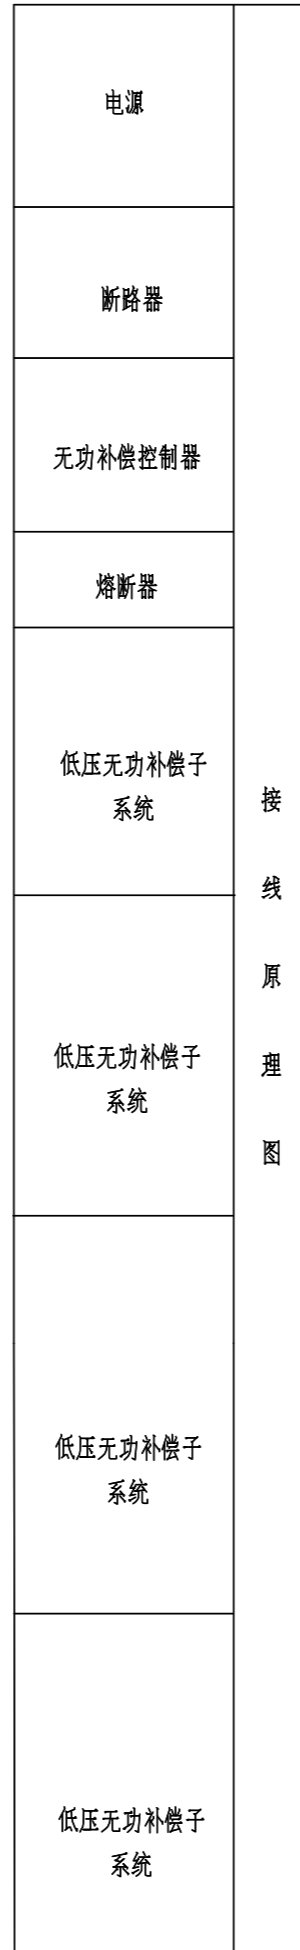 电源
断路器
无功补偿控制器
熔断器
低压无功补偿子
系统
低压无功补偿子
系统
低压无功补偿子
系统
低压无功补偿子
系统
接
线
原
理
图